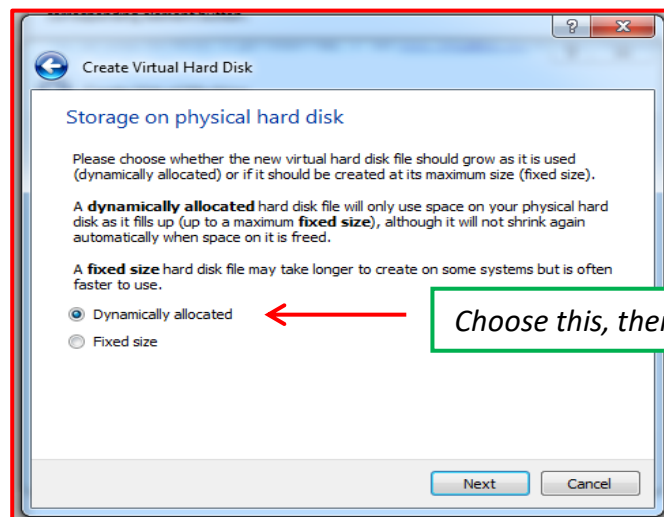 Create Virtual Hard Disk
Storage on physical hard disk
Please choose whether the new virtual hard disk file should grow as it is used
(dynamically allocated) or if it should be created at its maximum size (fixed size).
A dynamically allocated hard disk file will only use space on your physical hard
disk as it fills up (up to a maximum fixed size), although it will not shrink again
automatically when space on it is freed.
A fixed size hard disk file may take longer to create on some systems but is often
faster to use.
Dynamically allocated
Choose this,
Fixed size
Next Cancel